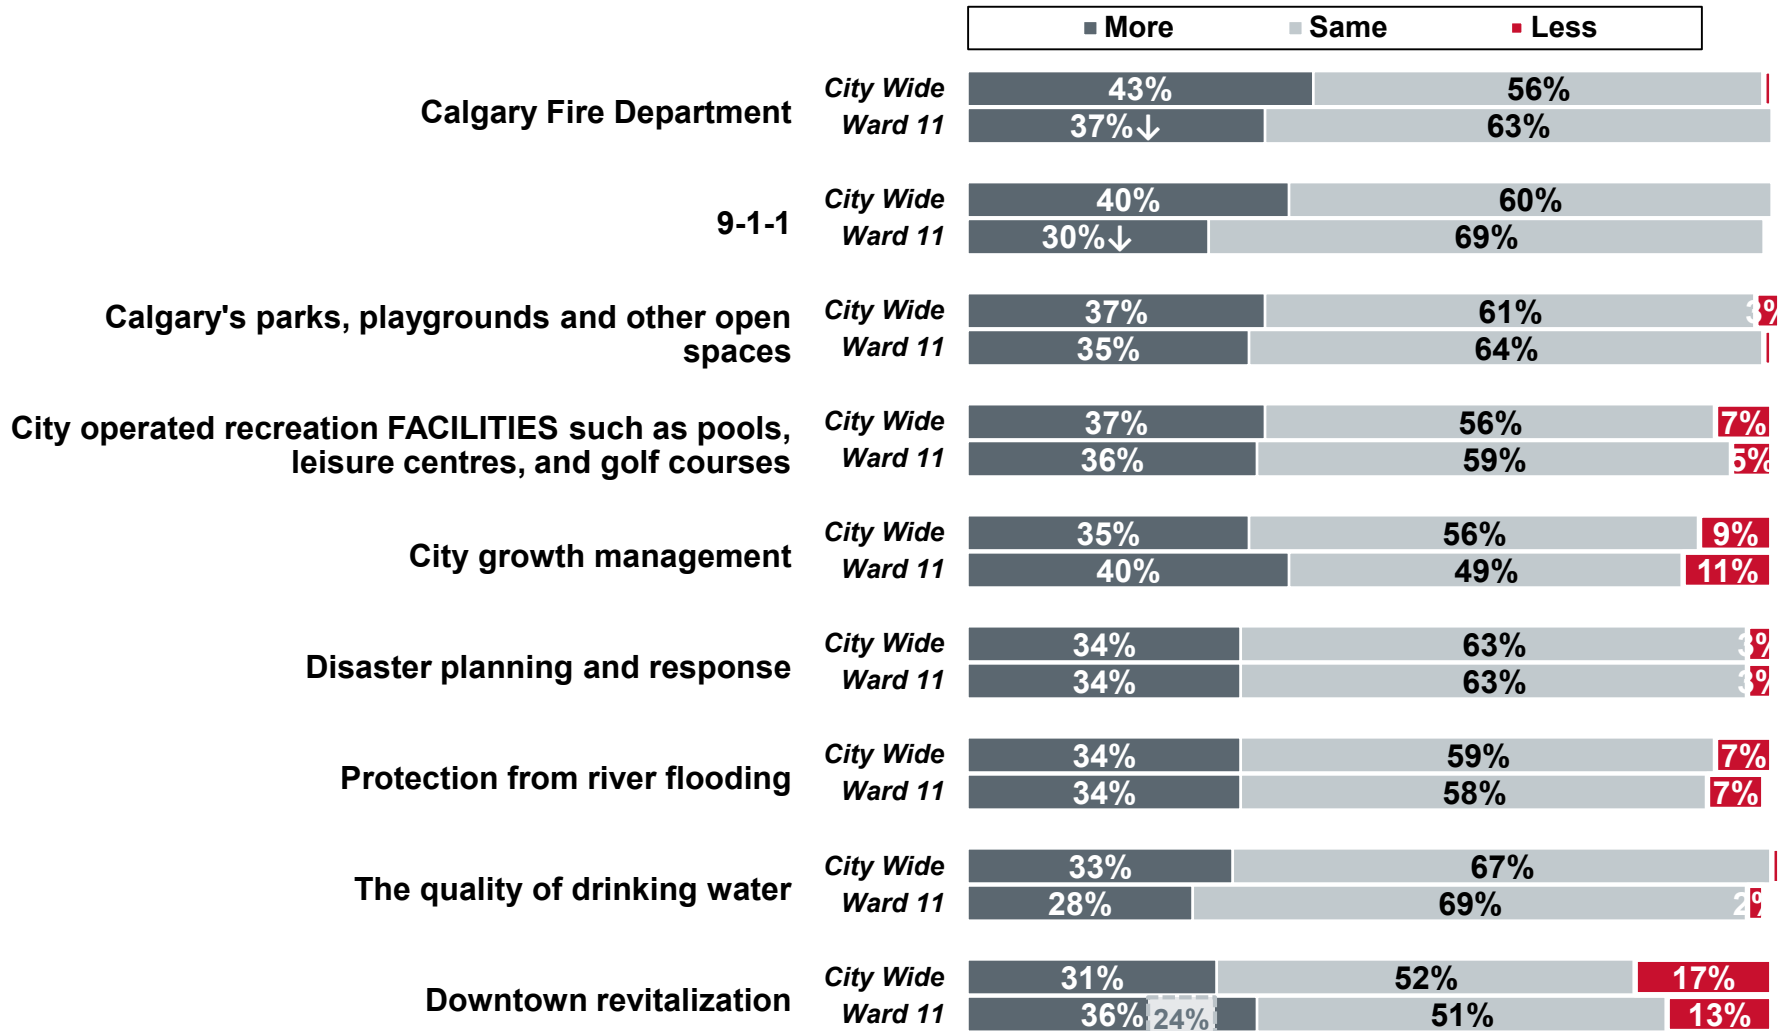 More Same Less
City Wide 43% 56%
Calgary Fire Department
Ward 11 37%↓ 63%
City Wide 40% 60%
9-1-1
Ward 11 30%↓ 69%
City Wide 37% 61% 3%
Calgary's parks, playgrounds and other open
spaces
Ward 11 35% 64%
City Wide 37% 56% 7%
City operated recreation FACILITIES such as pools,
leisure centres, and golf courses
Ward 11 36% 59% 5%
City Wide 35% 56% 9%
City growth management
Ward 11 40% 49% 11%
City Wide 34% 63% 3%
Disaster planning and response
Ward 11 34% 63% 3%
City Wide 34% 59% 7%
Protection from river flooding
Ward 11 34% 58% 7%
City Wide 33% 67%
The quality of drinking water
Ward 11 28% 69% 2%
City Wide 31% 52% 17%
Downtown revitalization
Ward 11 36% 24% 51% 13%